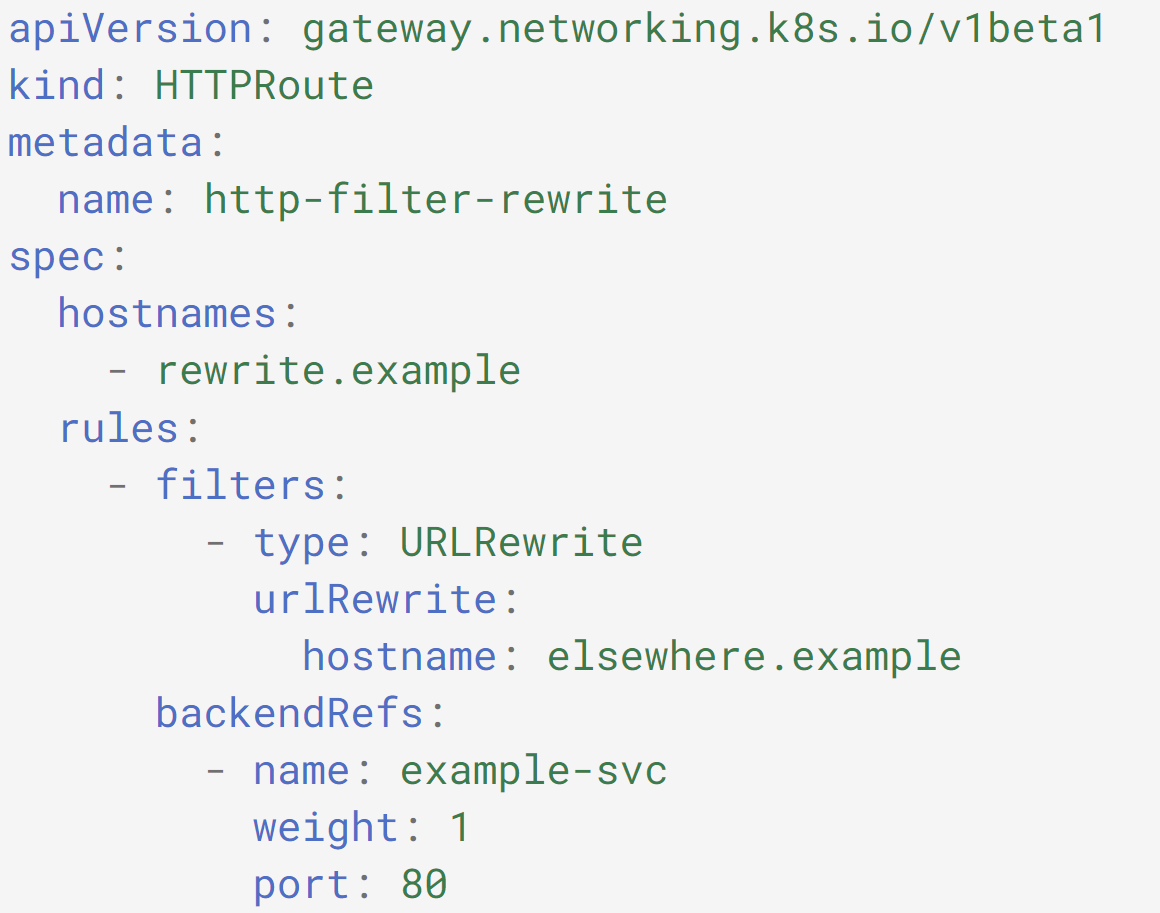 apiVersion: gateway.networking.k8s.io/v1beta1
kind: HTTPRoute
metadata:
  name: http-filter-rewrite
spec:
  hostnames:
    - rewrite.example
  rules:
    - filters:
        - type: URLRewrite
          urlRewrite:
            hostname: elsewhere.example
      backendRefs:
        - name: example-svc
          weight: 1
          port: 80